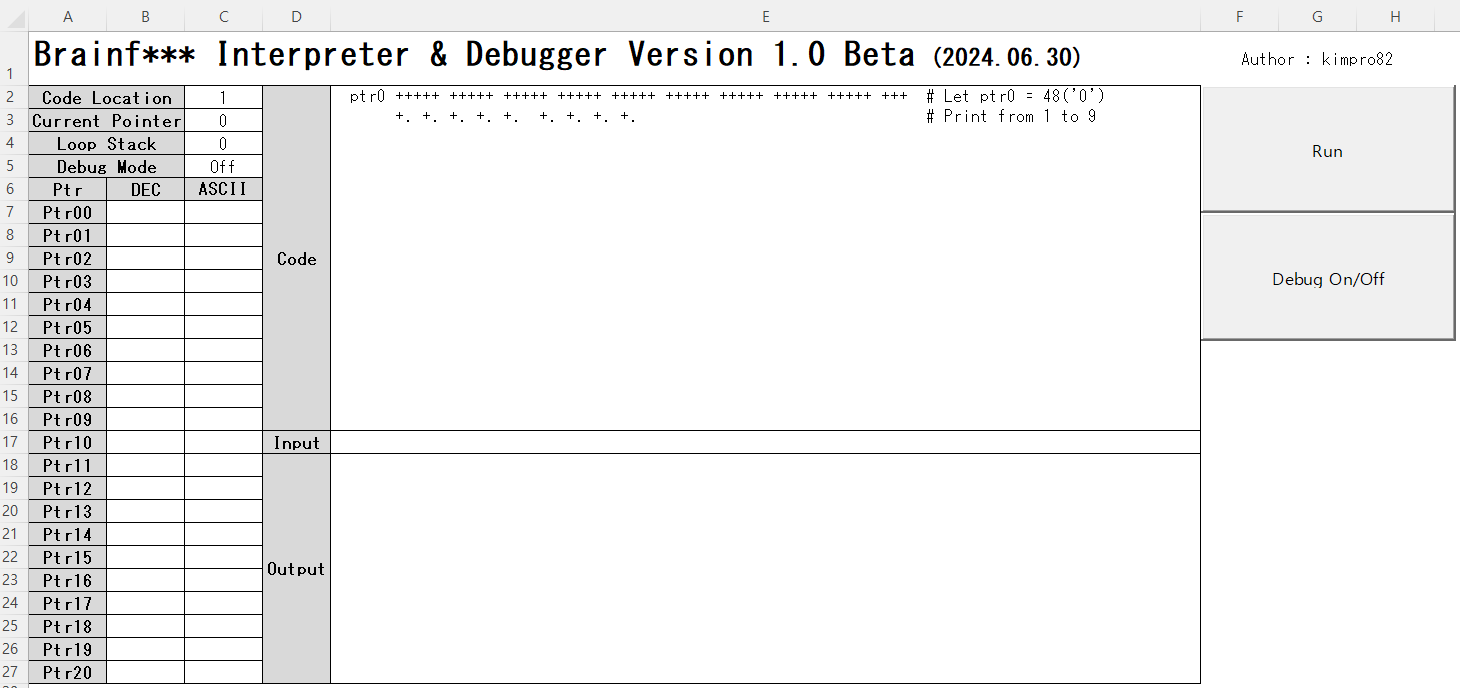 A B C D E F G H
1 Brainf*** Interpreter & Debugger Version 1.0 Beta (2024.06.30) Author : kimpro82
2 Code Location 1 ptr0 +++++ +++++ +++++ +++++ +++++ +++++ +++++ +++++ +++++ +++ # Let ptr0 = 48('0')
3 Current Pointer 0 +. +. +. +. +. +. +. +. +. # Print from 1 to 9
4 Loop Stack 0
5 Debug Mode Off Run
6 Ptr DEC ASCII
7 Ptr00
8 Ptr01
9 Ptr02 Code
10 Ptr03 Debug On/Off
11 Ptr04
12 Ptr05
13 Ptr06
14 Ptr07
15 Ptr08
16 Ptr09
17 Ptr10 Input
18 Ptr11
19 Ptr12
20 Ptr13
21 Ptr14
22 Ptr15 Output
23 Ptr16
24 Ptr17
25 Ptr18
26 Ptr19
27 Ptr20